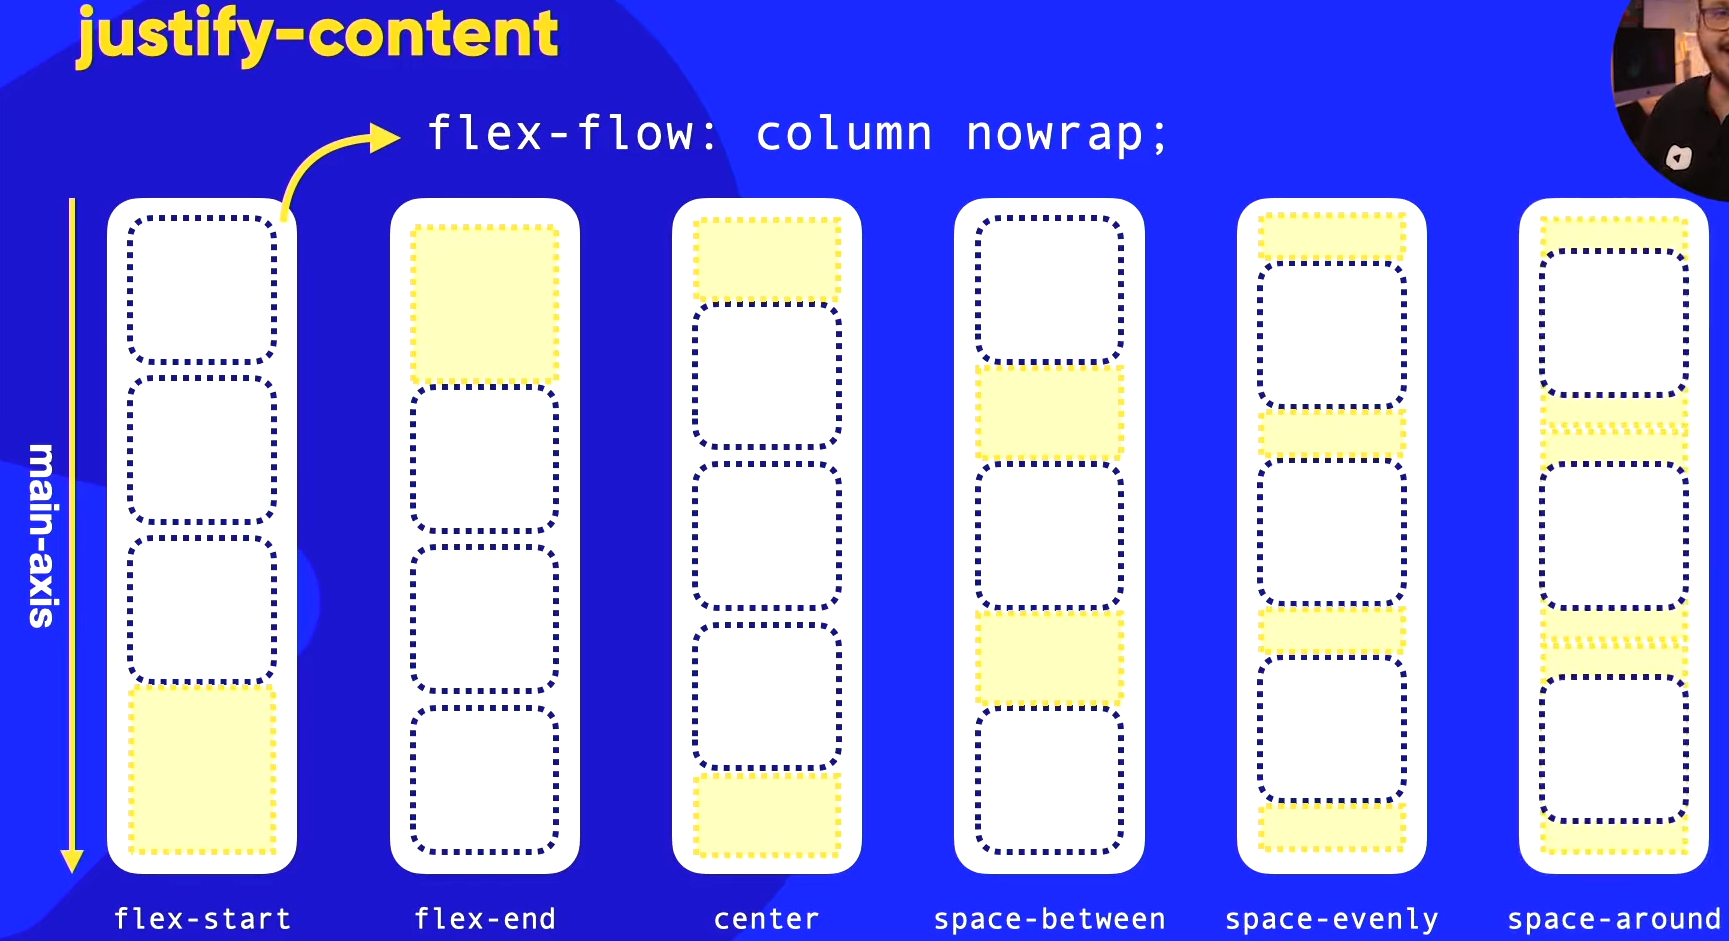 justify-content
flex-flow: column nowrap;
main-axis
flex-start
flex-end
center
space-between
space-evenly
space-around